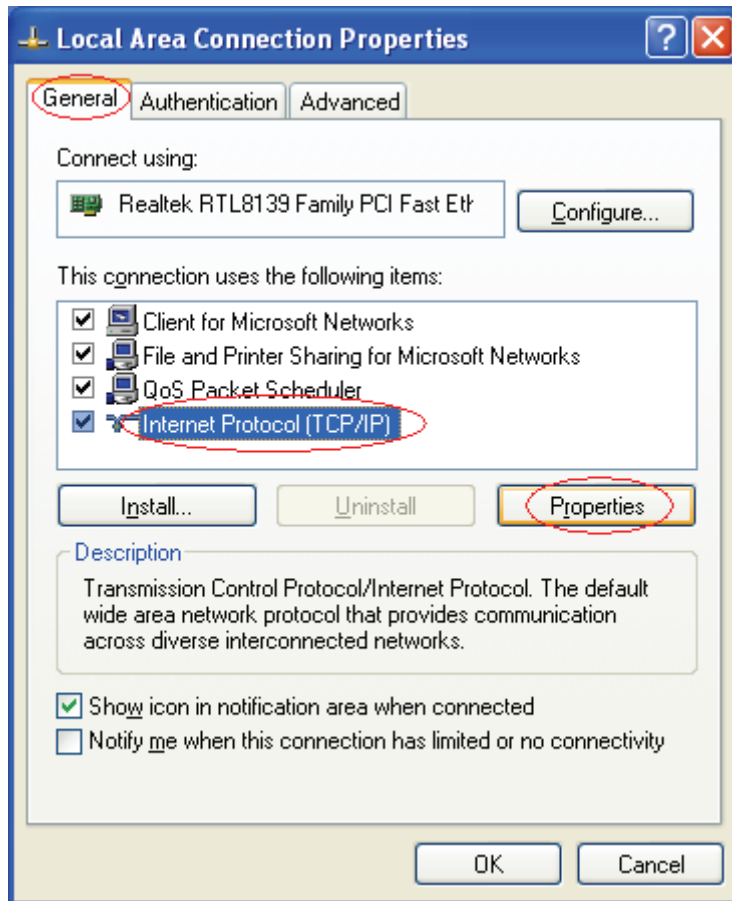 Local Area Connection Properties
General Authentication Advanced
Connect using:
Realtek RTL8139 Family PCI Fast Eth
Configure...
This connection uses the following items:
Client for Microsoft Networks
File and Printer Sharing for Microsoft Networks
QoS Packet Scheduler
Internet Protocol (TCP/IP)
Install... Uninstall Properties
Description
Transmission Control Protocol/Internet Protocol. The default
wide area network protocol that provides communication
across diverse interconnected networks.
Show icon in notification area when connected
Notify me when this connection has limited or no connectivity
OK Cancel